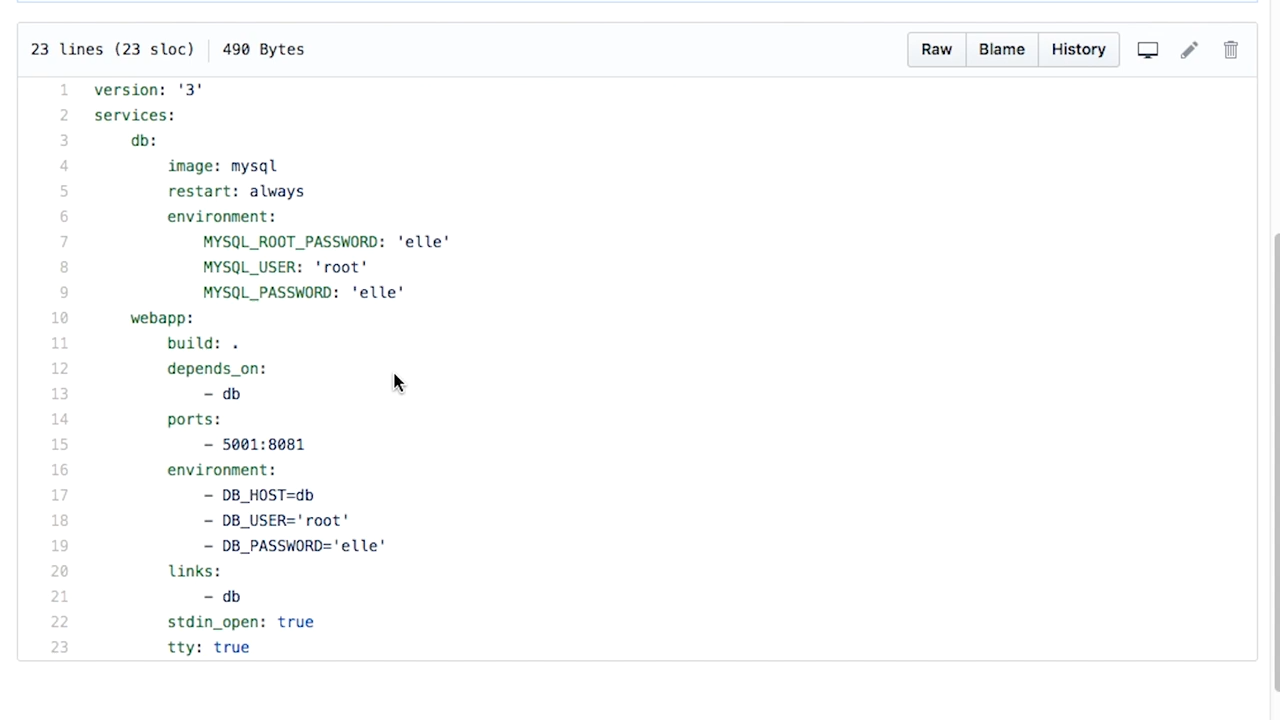 23 lines (23 sloc) 490 Bytes Raw Blame History
1 version: '3'
2 services:
3 db:
4 image: mysql
5 restart: always
6 environment:
7 MYSQL_ROOT_PASSWORD: 'elle'
8 MYSQL_USER: 'root'
9 MYSQL_PASSWORD: 'elle'
10 webapp:
11 build: .
12 depends_on:
13 - db
14 ports:
15 - 5001:8081
16 environment:
17 - DB_HOST=db
18 - DB_USER='root'
19 - DB_PASSWORD='elle'
20 links:
21 - db
22 stdin_open: true
23 tty: true